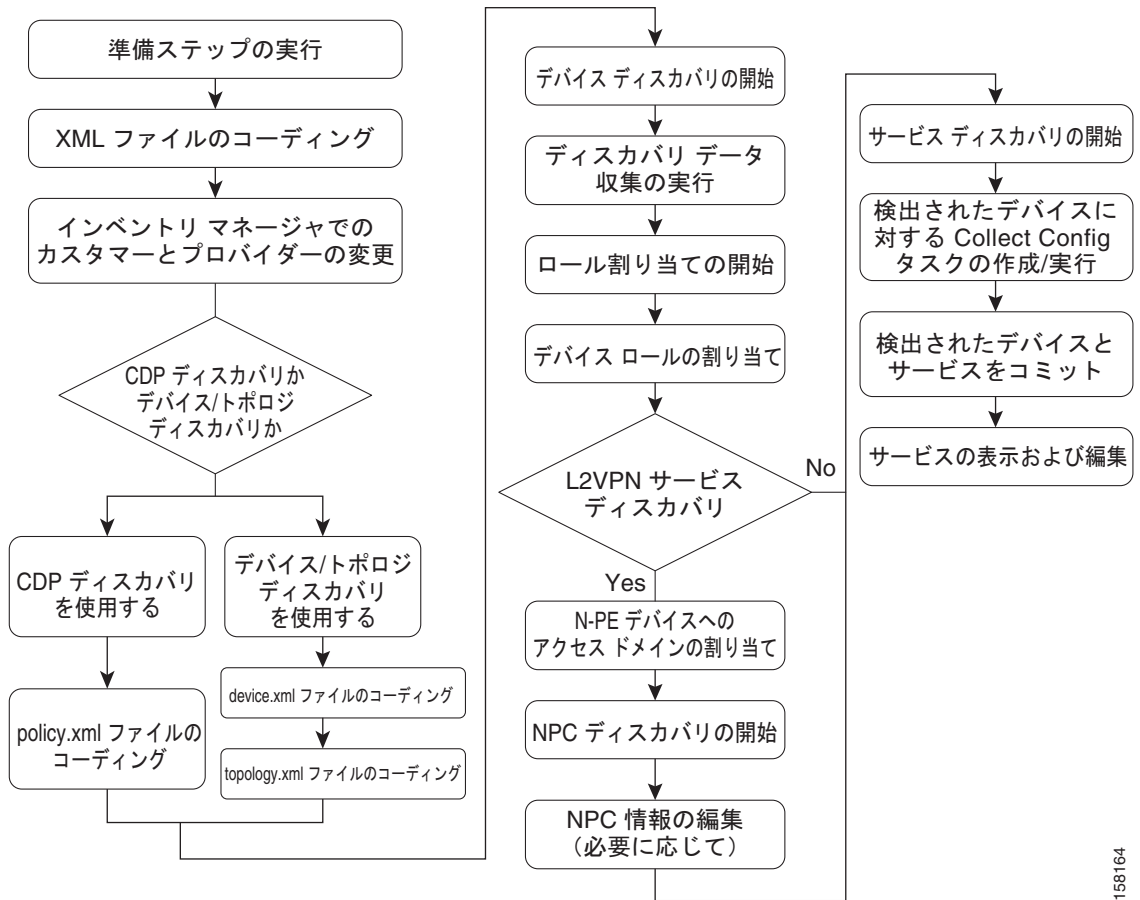 準備ステップの実行
XML ファイルのコーディング
インベントリ マネージャでの
カスタマーとプロバイダーの変更
CDP ディスカバリか
デバイス/トポロジ
ディスカバリか
CDP ディスカバリ
を使用する
policy.xml ファイルの
コーディング
デバイス/トポロジ
ディスカバリ
を使用する
device.xml ファイルのコーディング
topology.xml ファイルのコーディング
デバイス ディスカバリの開始
ディスカバリ データ
収集の実行
ロール割り当ての開始
デバイス ロールの割り当て
L2VPN サービス
ディスカバリ
No
Yes
N-PE デバイスへの
アクセス ドメインの割り当て
NPC ディスカバリの開始
NPC 情報の編集
（必要に応じて）
サービス ディスカバリの開始
検出されたデバイスに
対する Collect Config
タスクの作成/実行
検出されたデバイスと
サービスをコミット
サービスの表示および編集
158164